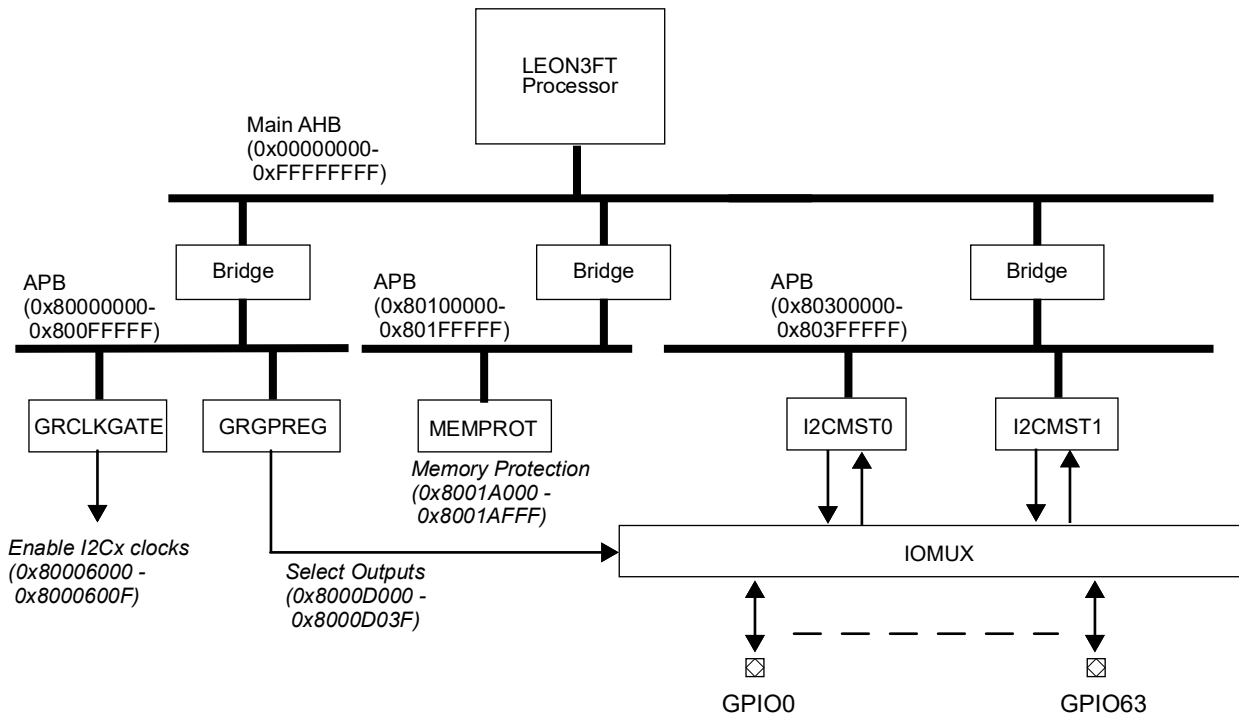 LEON3FT
Processor
Main AHB
(0x00000000-
0xFFFFFFFF)
Bridge
Bridge
Bridge
APB
(0x80000000-
0x800FFFFF)
APB
(0x80100000-
0x801FFFFF)
APB
(0x80300000-
0x803FFFFF)
GRCLKGATE
GRGPREG
MEMPROT
I2CMST0
I2CMST1
Memory Protection
(0x8001A000 -
0x8001AFFF)
Enable I2Cx clocks
(0x80006000 -
0x8000600F)
Select Outputs
(0x8000D000 -
0x8000D03F)
IOMUX
GPIO0
GPIO63